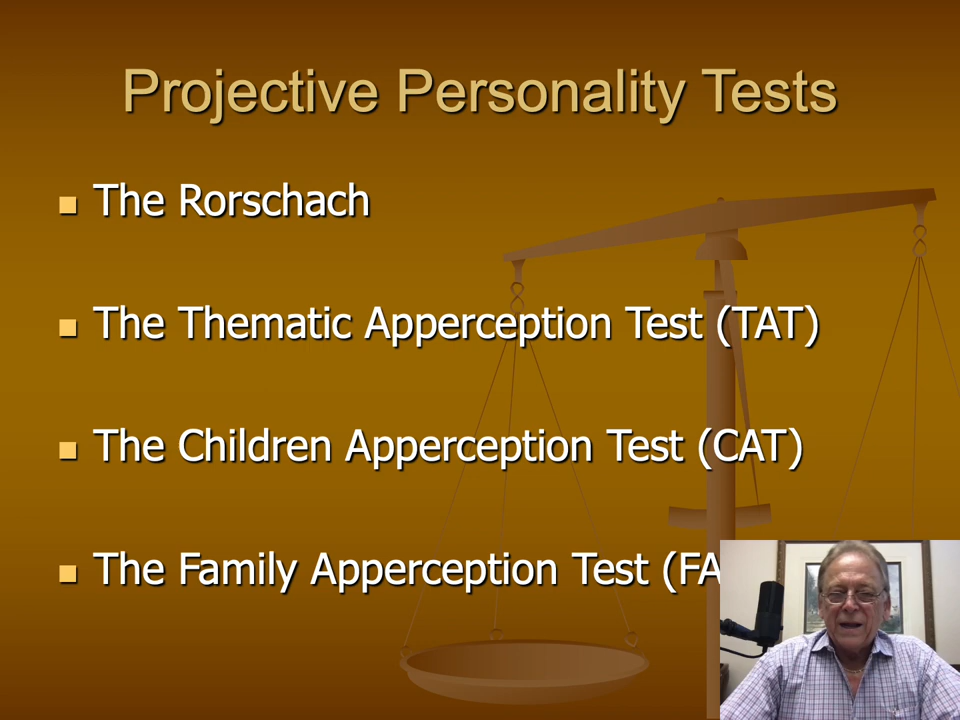 Projective Personality Tests
The Rorschach
The Thematic Apperception Test (TAT)
The Children Apperception Test (CAT)
The Family Apperception Test (FA